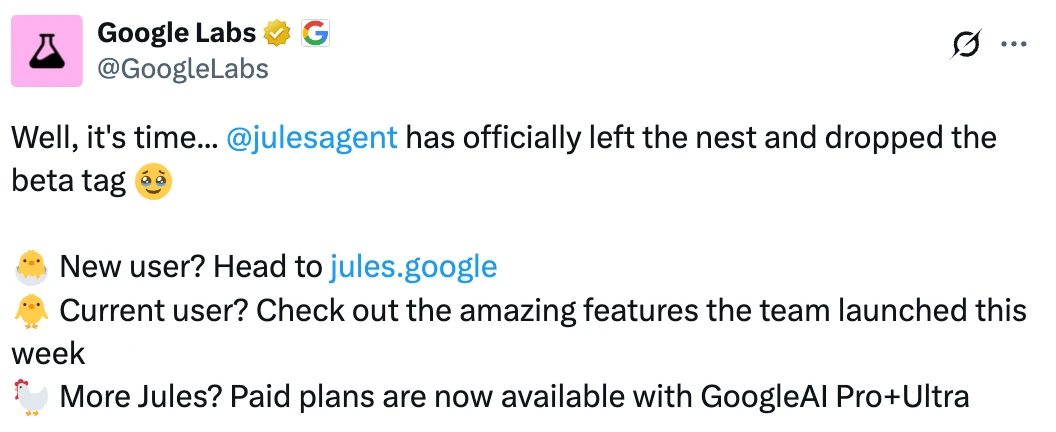 Google Labs
@GoogleLabs
Well, it's time... @julesagent has officially left the nest and dropped the
beta tag 🥹
🐣 New user? Head to jules.google
🐥 Current user? Check out the amazing features the team launched this
week
🐓 More Jules? Paid plans are now available with GoogleAI Pro+Ultra